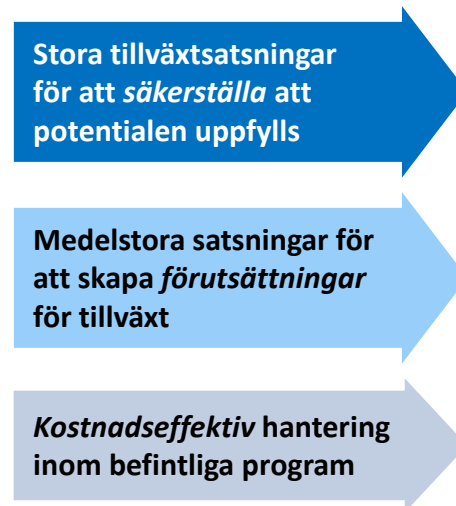 Stora tillväxtsatsningar
för att säkerställa att
potentialen uppfylls
Medelstora satsningar för
att skapa förutsättningar
för tillväxt
Kostnadseffektiv hantering
inom befintliga program